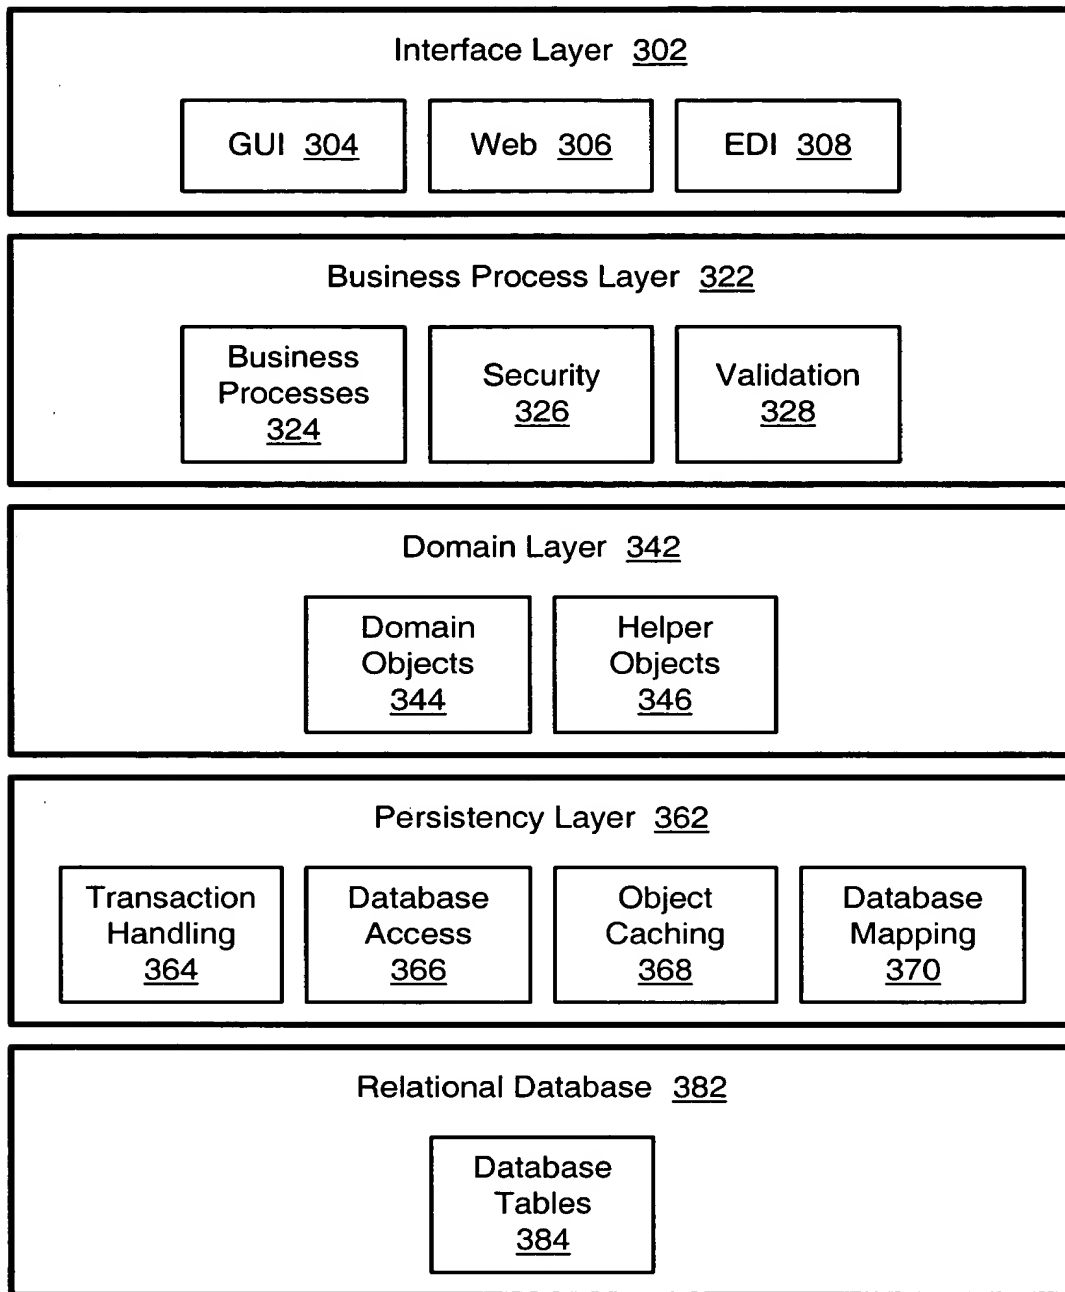 Interface Layer 302
GUI 304
Web 306
EDI 308
Business Process Layer 322
Business
Processes
324
Security
326
Validation
328
Domain Layer 342
Domain
Objects
344
Helper
Objects
346
Persistency Layer 362
Transaction
Handling
364
Database
Access
366
Object
Caching
368
Database
Mapping
370
Relational Database 382
Database
Tables
384